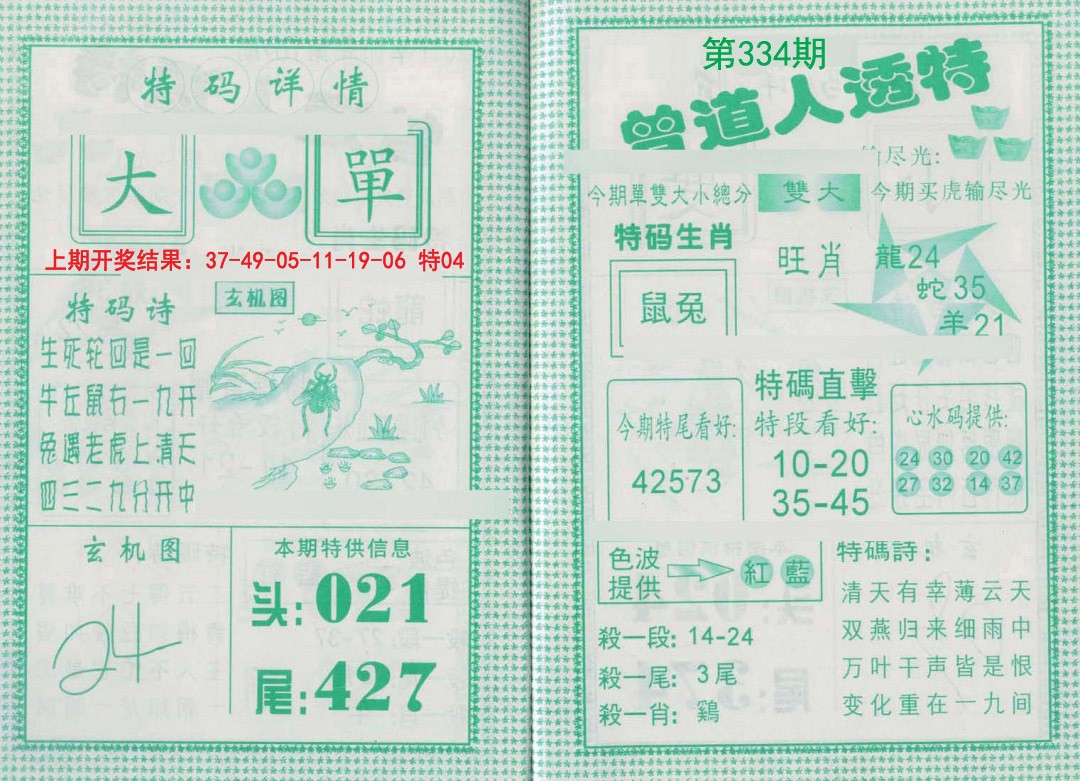 特码详情
大
單
上期开奖结果：37-49-05-11-19-06 特04
特码诗
生死轮回是一回
牛左鼠右一九开
兔遇老虎上清天
四三二九分开中
玄机图
玄机图
24
本期特供信息
头:021
尾:427
第334期
曾道人透特
输尽光:
今期單雙大小總分
雙大
今期买虎输尽光
特码生肖
鼠兔
旺肖
龍24
蛇35
羊21
今期特尾看好:
42573
特碼直擊
特段看好:
10-20
35-45
心水码提供:
24 30 20 42
27 32 14 37
色波
提供
紅 藍
殺一段: 14-24
殺一尾: 3尾
殺一肖: 鷄
特碼詩:
清天有幸薄云天
双燕归来细雨中
万叶干声皆是恨
变化重在一九间